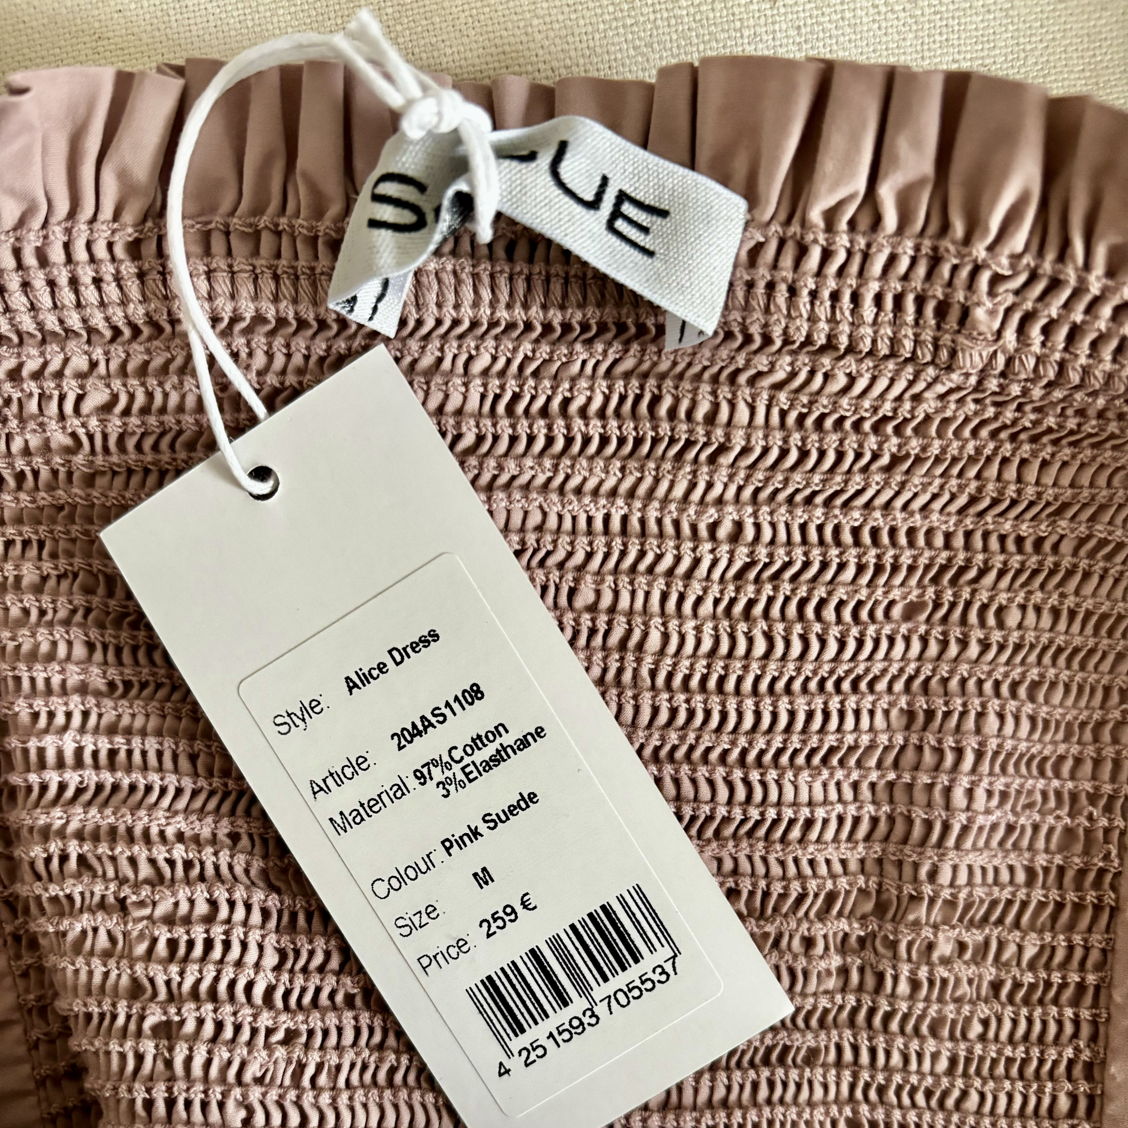 Style: Alice Dress
Article: 204AS1108
Material: 97%Cotton
3%Elasthane
Colour: Pink Suede
Size: M
Price: 259 €
4 251593 705537